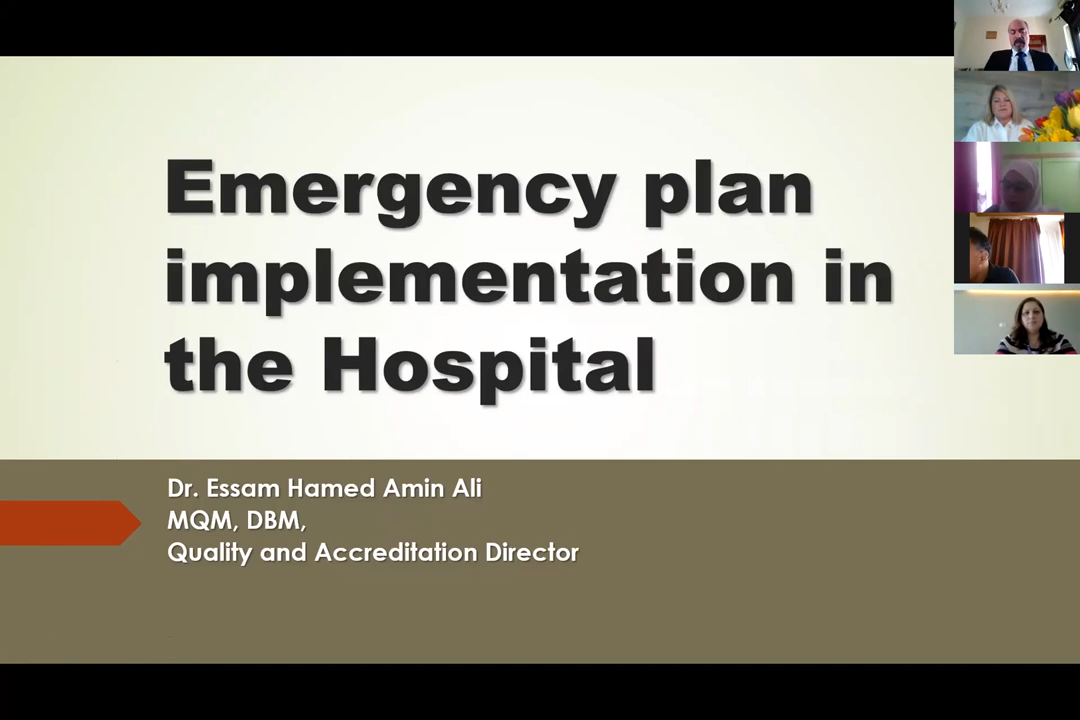 Emergency plan
implementation in
the Hospital
Dr. Essam Hamed Amin Ali
MQM, DBM,
Quality and Accreditation Director